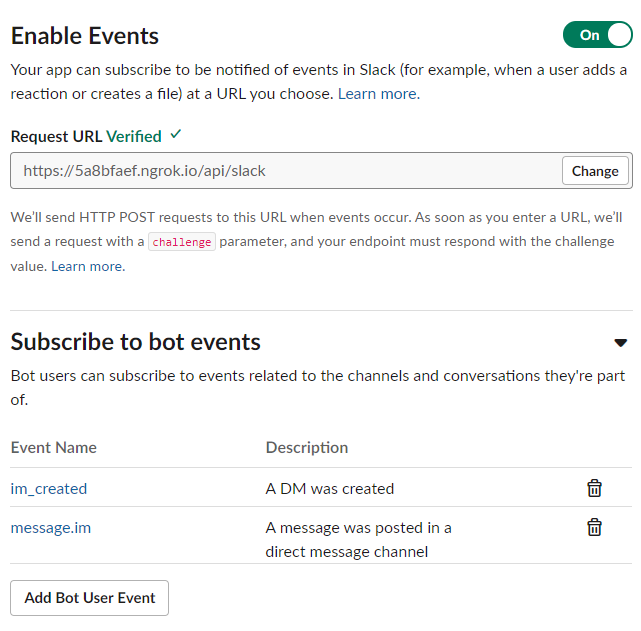 Enable Events
On
Your app can subscribe to be notified of events in Slack (for example, when a user adds a
reaction or creates a file) at a URL you choose. Learn more.
Request URL Verified ✓
https://5a8bfaef.ngrok.io/api/slack
Change
We’ll send HTTP POST requests to this URL when events occur. As soon as you enter a URL, we’ll
send a request with a challenge parameter, and your endpoint must respond with the challenge
value. Learn more.
Subscribe to bot events
Bot users can subscribe to events related to the channels and conversations they're part
of.
Event Name Description
im_created A DM was created
message.im A message was posted in a
direct message channel
Add Bot User Event